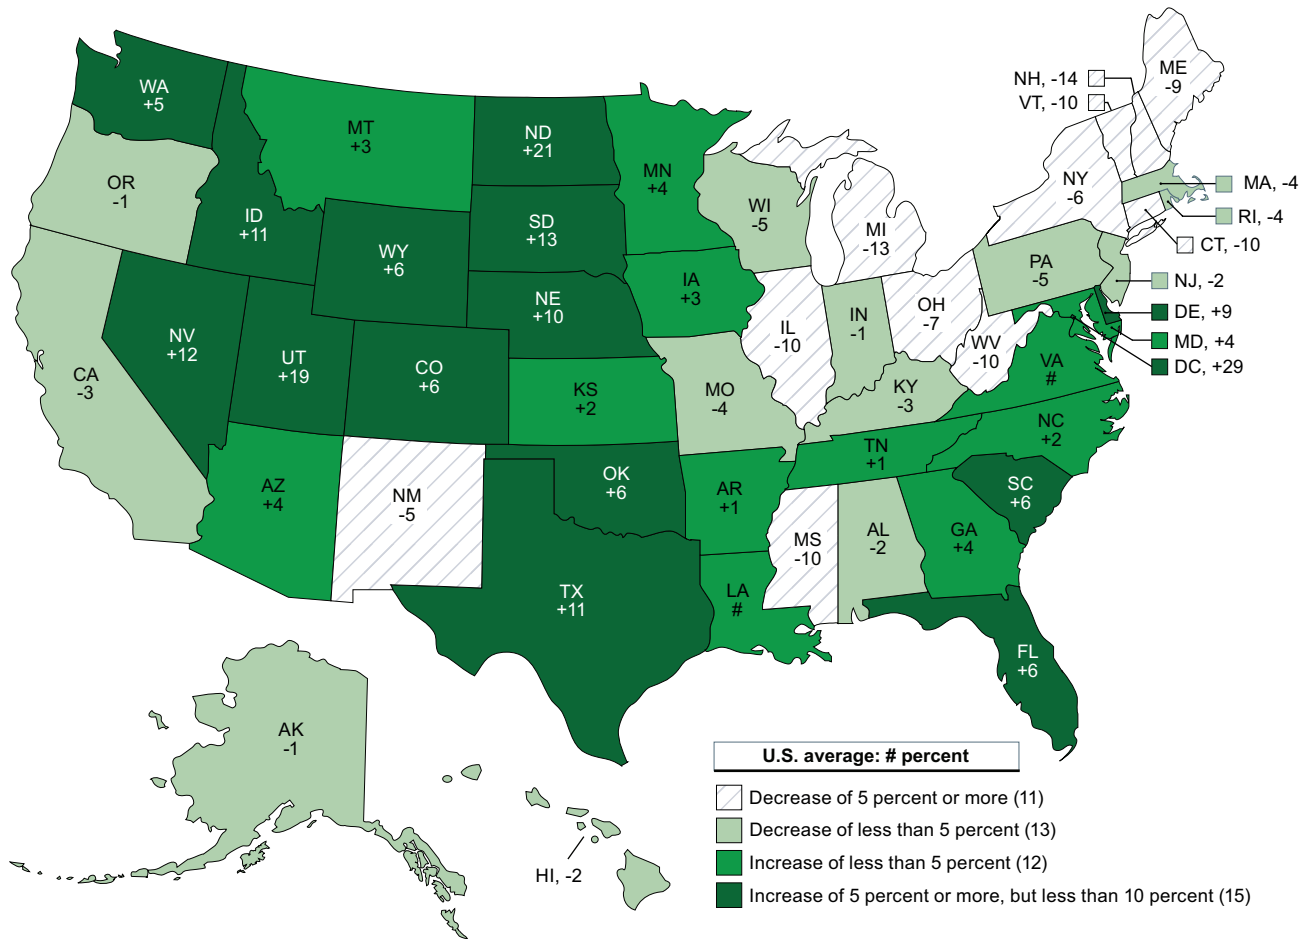 ME
-9
NH, -14
VT, -10
WA
+5
MT
+3
ND
+21
MN
+4
OR
-1
ID
+11
WY
+6
SD
+13
WI
-5
MI
-13
NY
-6
MA, -4
RI, -4
CT, -10
NV
+12
UT
+19
CO
+6
NE
+10
IA
+3
IL
-10
IN
-1
OH
-7
PA
-5
NJ, -2
DE, +9
MD, +4
DC, +29
CA
-3
KS
+2
MO
-4
KY
-3
WV
-10
VA
#
AZ
+4
NM
-5
OK
+6
AR
+1
TN
+1
NC
+2
SC
+6
TX
+11
LA
#
MS
-10
AL
-2
GA
+4
FL
+6
AK
-1
HI, -2
U.S. average: # percent
Decrease of 5 percent or more (11)
Decrease of less than 5 percent (13)
Increase of less than 5 percent (12)
Increase of 5 percent or more, but less than 10 percent (15)